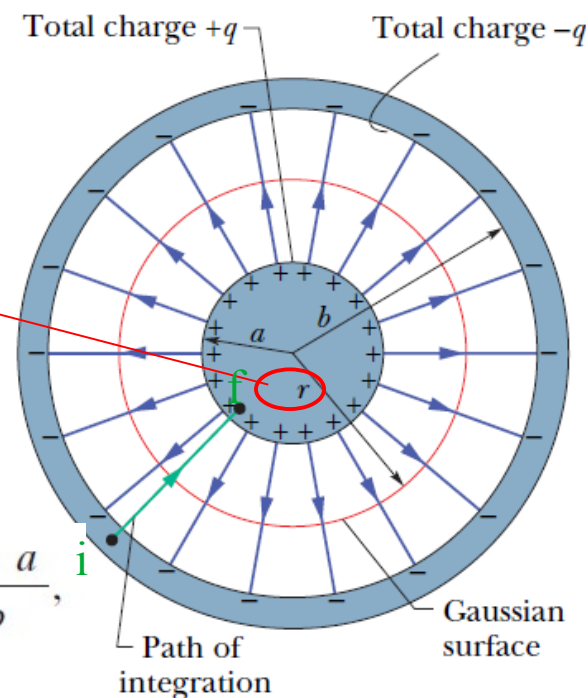 Total charge +q
Total charge −q
b
a
f
r
i
a
,
Gaussian
surface
Path of
integration